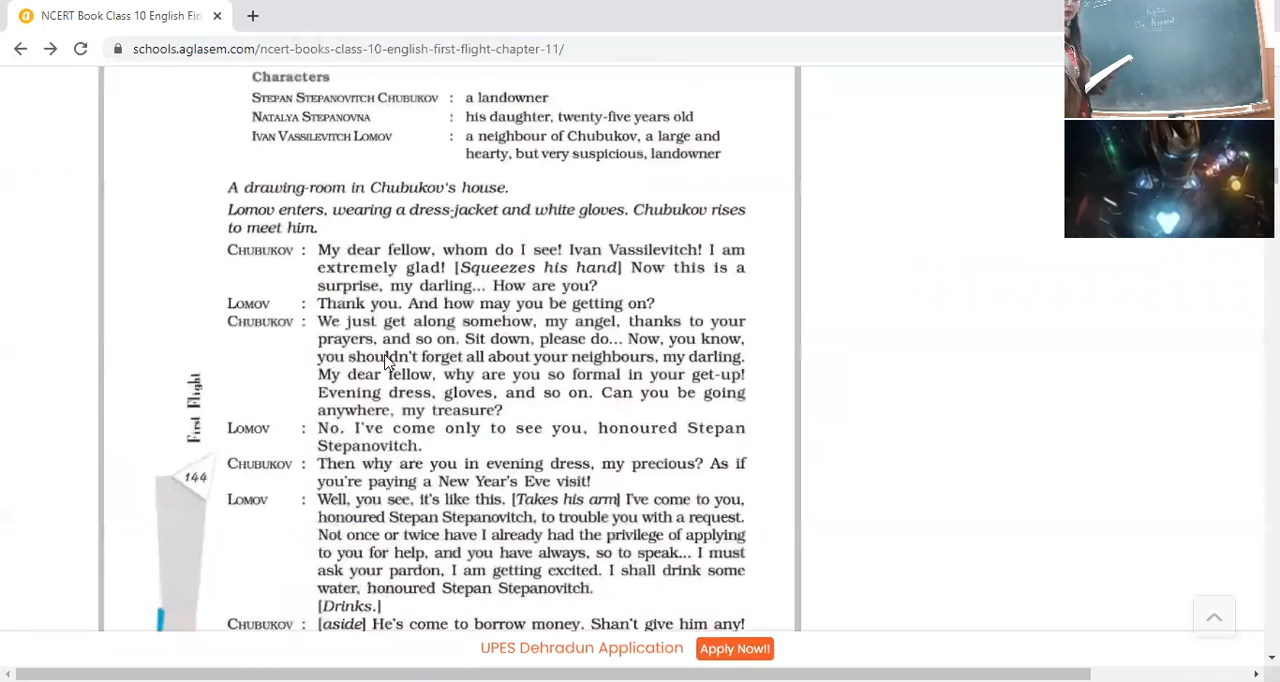 NCERT Book Class 10 English Fir
schools.aglasem.com/ncert-books-class-10-english-first-flight-chapter-11/
Characters
STEPAN STEPANOVITCH CHUBUKOV : a landowner
NATALYA STEPANOVNA : his daughter, twenty-five years old
IVAN VASSILEVITCH LOMOV : a neighbour of Chubukov, a large and
hearty, but very suspicious, landowner
A drawing-room in Chubukov's house.
Lomov enters, wearing a dress-jacket and white gloves. Chubukov rises
to meet him.
CHUBUKOV : My dear fellow, whom do I see! Ivan Vassilevitch! I am
extremely glad! [Squeezes his hand] Now this is a
surprise, my darling... How are you?
LOMOV : Thank you. And how may you be getting on?
CHUBUKOV : We just get along somehow, my angel, thanks to your
prayers, and so on. Sit down, please do... Now, you know,
you shouldn't forget all about your neighbours, my darling.
My dear fellow, why are you so formal in your get-up!
Evening dress, gloves, and so on. Can you be going
anywhere, my treasure?
LOMOV : No. I've come only to see you, honoured Stepan
Stepanovitch.
CHUBUKOV : Then why are you in evening dress, my precious? As if
you're paying a New Year's Eve visit!
LOMOV : Well, you see, it's like this. [Takes his arm] I've come to you,
honoured Stepan Stepanovitch, to trouble you with a request.
Not once or twice have I already had the privilege of applying
to you for help, and you have always, so to speak... I must
ask your pardon, I am getting excited. I shall drink some
water, honoured Stepan Stepanovitch.
[Drinks.]
CHUBUKOV : [aside] He's come to borrow money. Shan't give him any!
First Flight
144
UPES Dehradun Application Apply Now!!